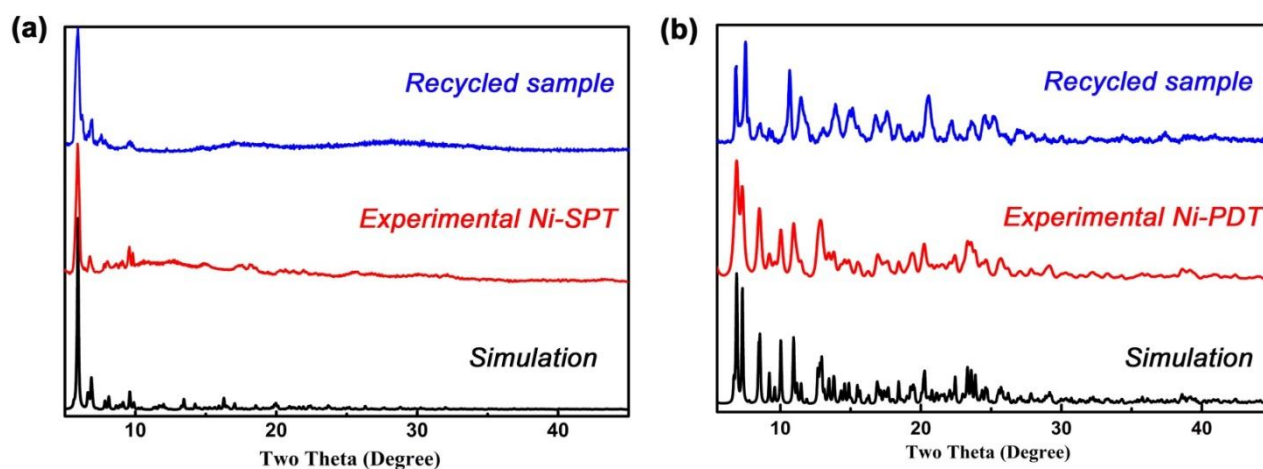 (a)
Recycled sample
Experimental Ni-SPT
Simulation
10 20 30 40
Two Theta (Degree)
(b)
Recycled sample
Experimental Ni-PDT
Simulation
10 20 30 40
Two Theta (Degree)